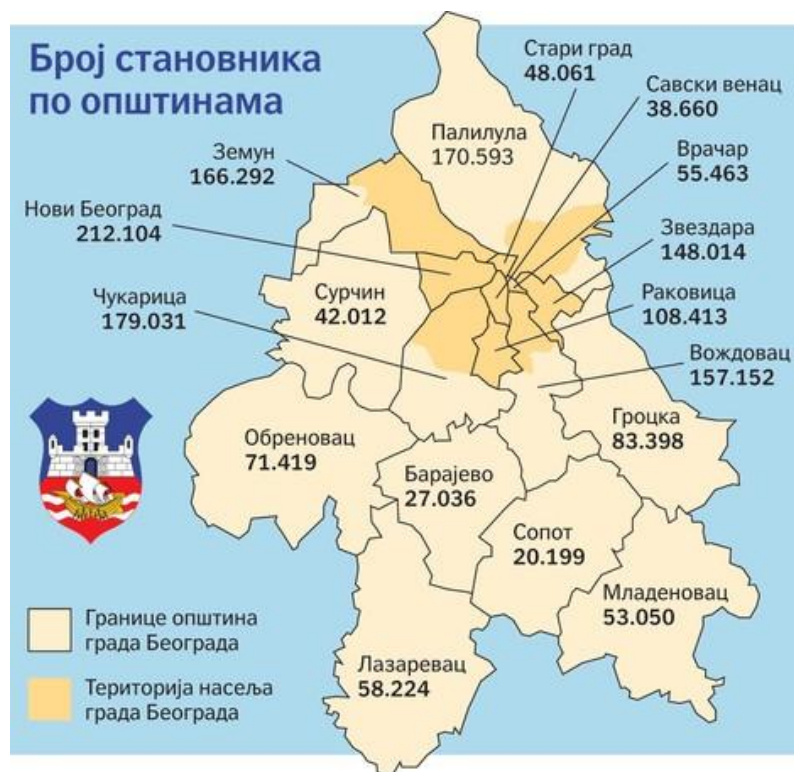 Број становника
по општинама
Стари град
48.061
Савски венац
38.660
Палилула
170.593
Врачар
55.463
Земун
166.292
Нови Београд
212.104
Звездара
148.014
Чукарица
179.031
Сурчин
42.012
Раковица
108.413
Вождовац
157.152
Гроцка
83.398
Обреновац
71.419
Барајево
27.036
Сопот
20.199
Младеновац
53.050
Лазаревац
58.224
Границе општина
града Београда
Територија насеља
града Београда